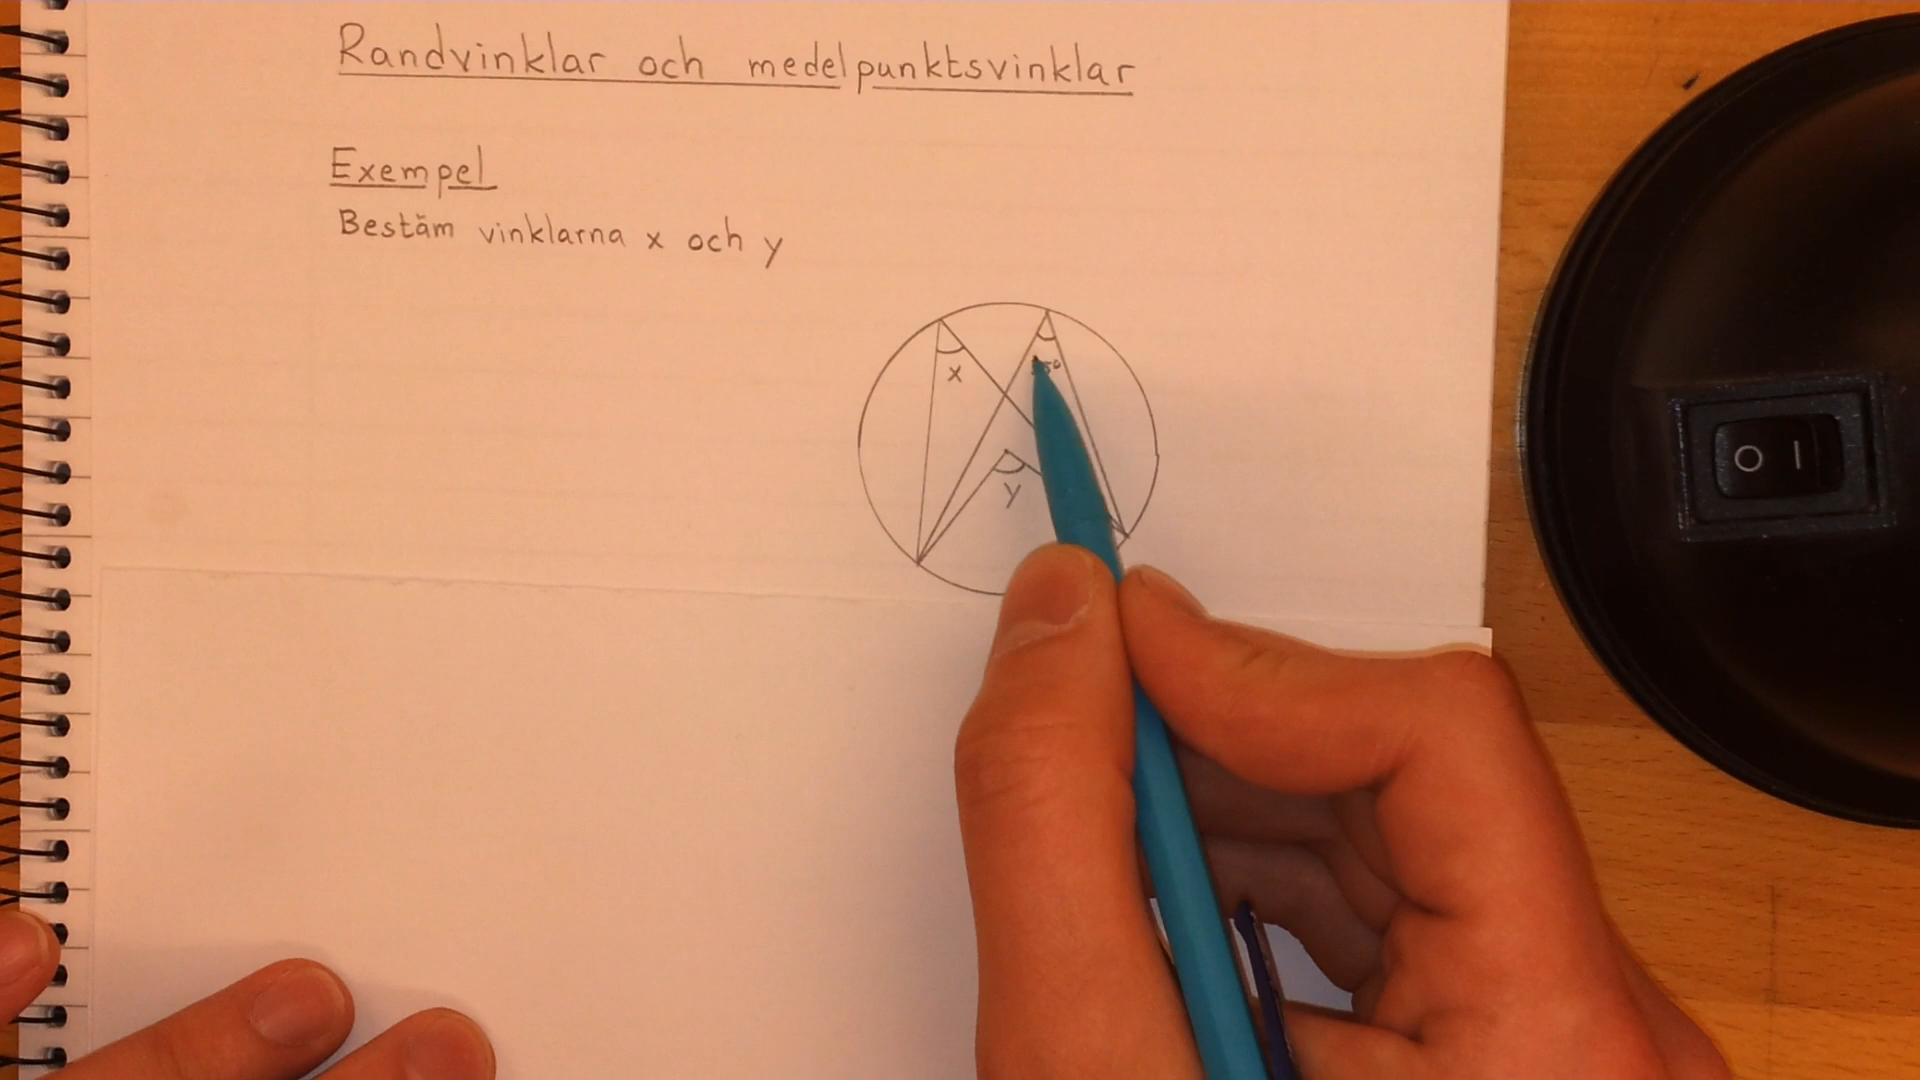 Randvinklar och medelpunktsvinklar
Exempel
Bestäm vinklarna x och y
x
y
O I